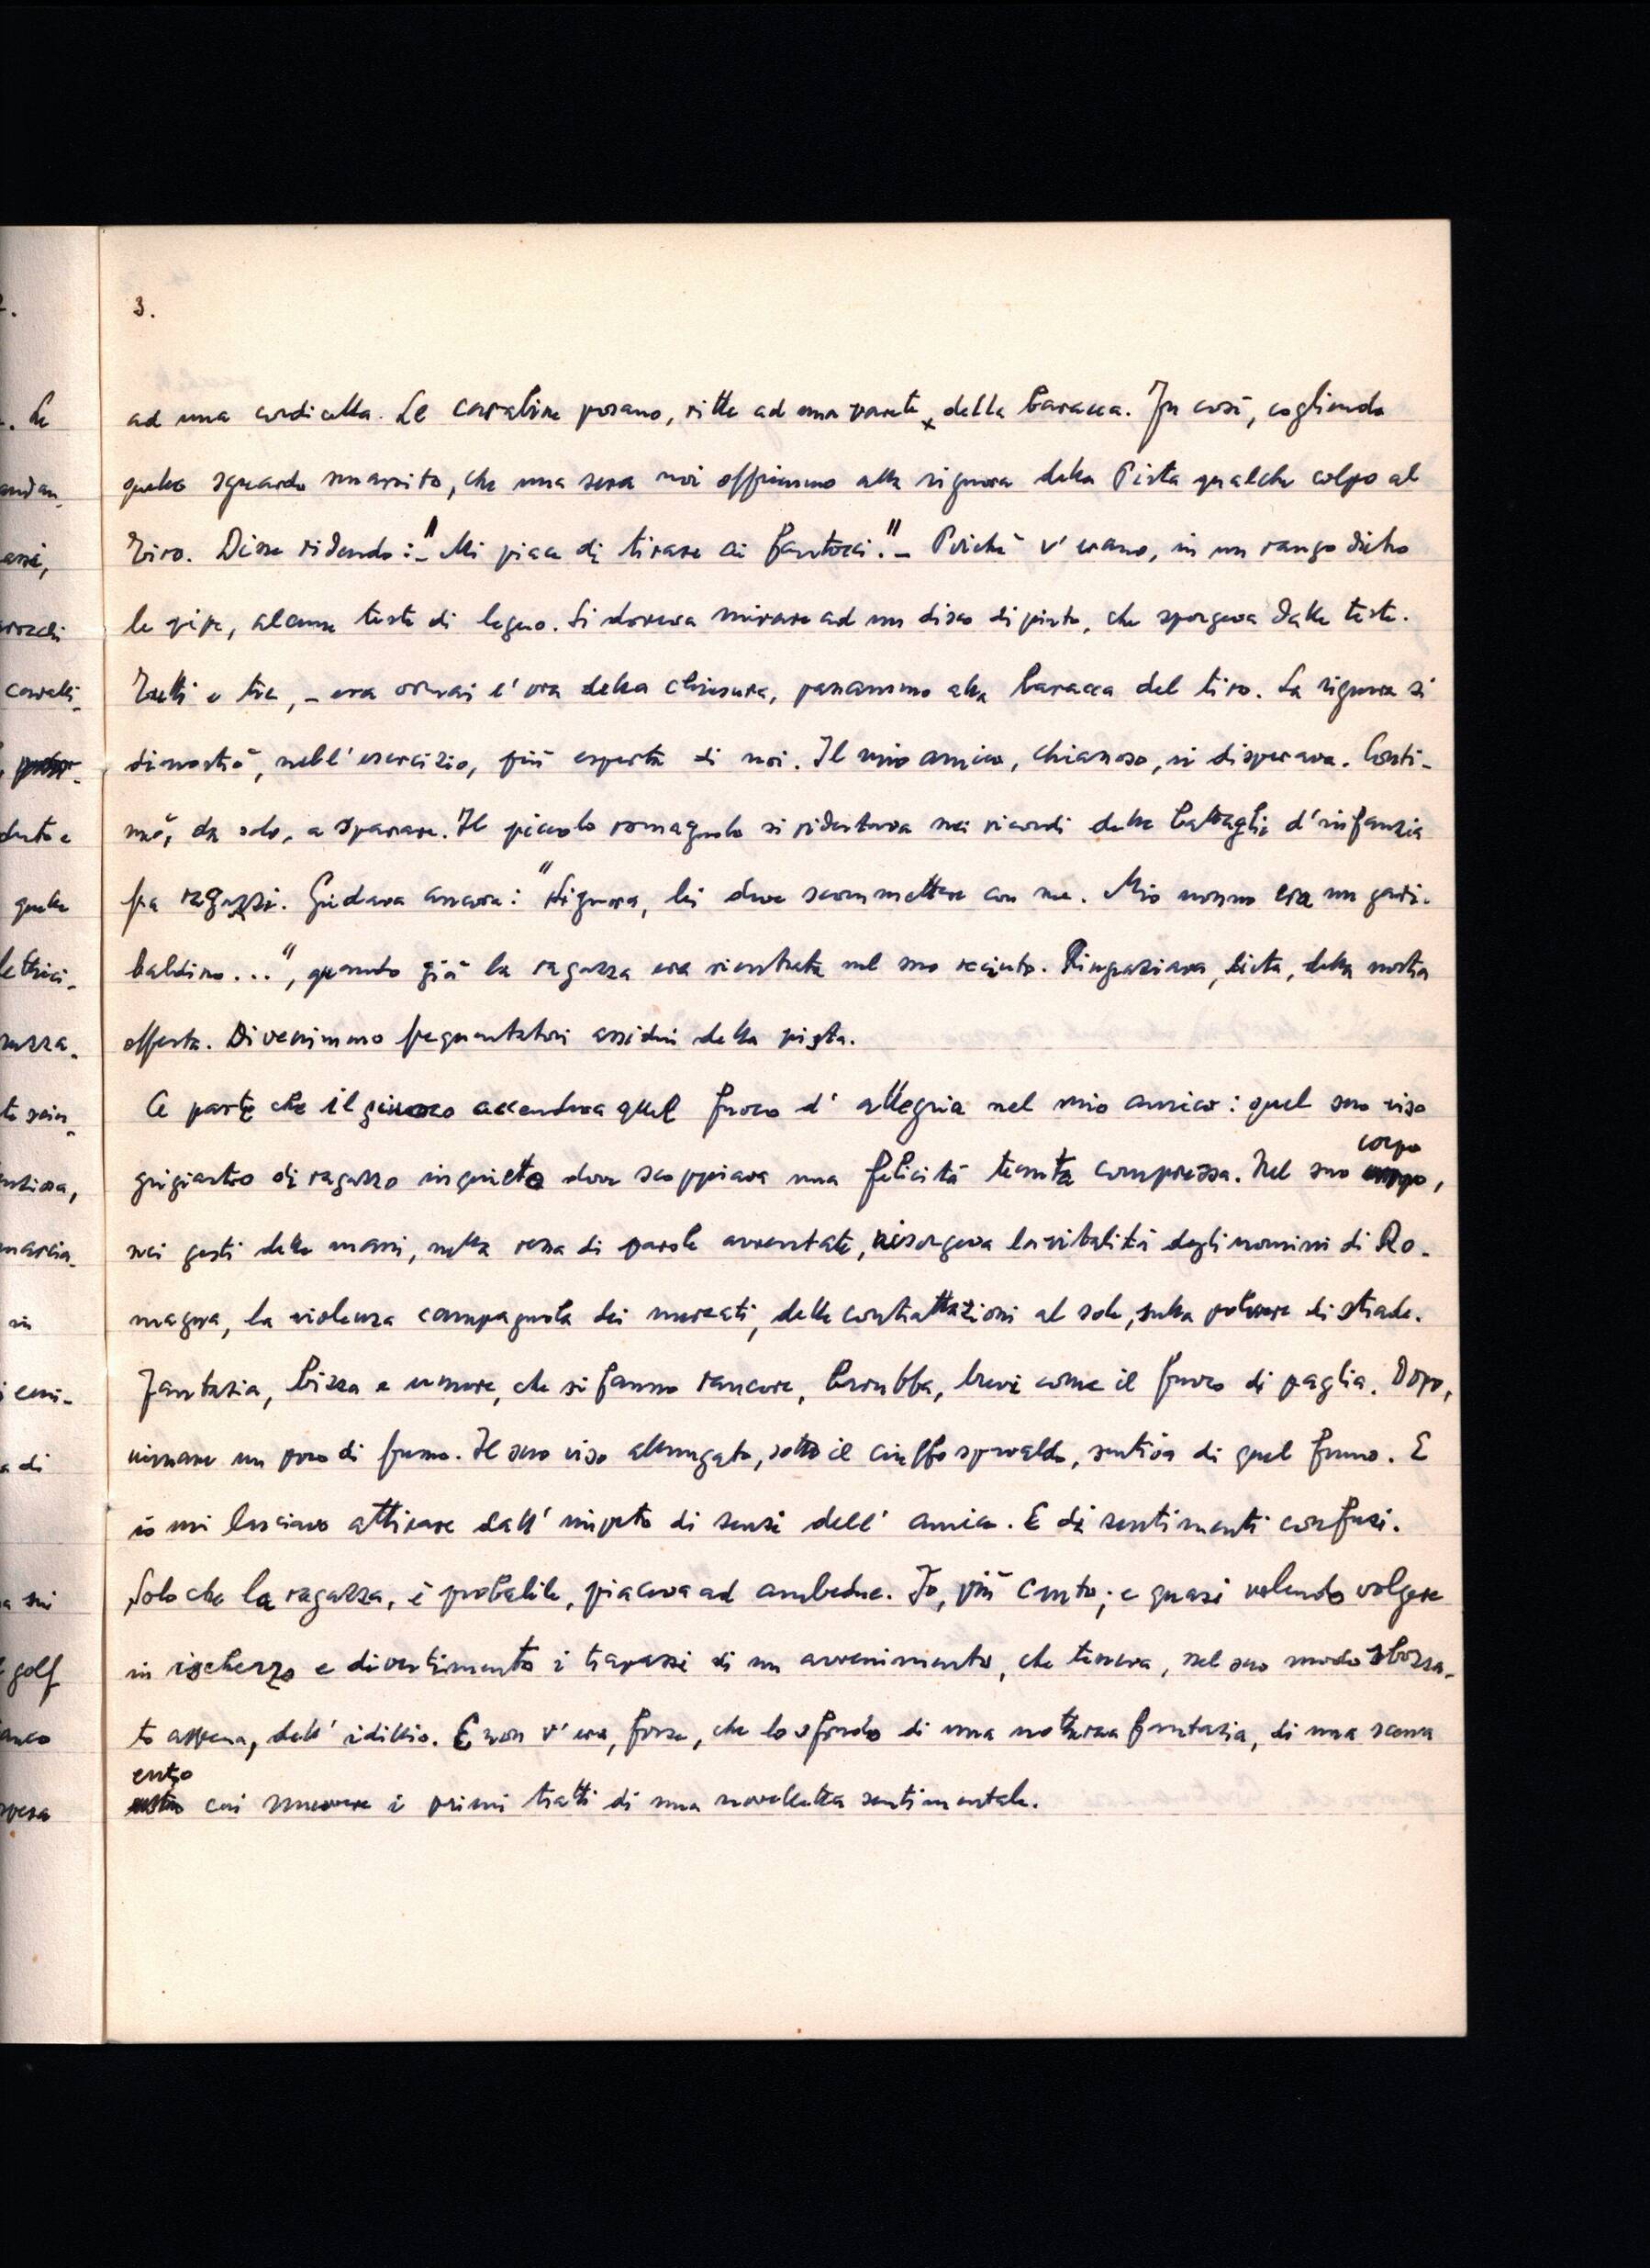 3.
ad una cordicella. Le carabine posano, ritte ad una parete x della baracca. Fu così, cogliendo
quello sguardo smarrito, che una sera noi offrimmo alla signora della Pista qualche colpo al
Tiro. Disse ridendo: - "Mi piace di tirare ai fantocci." - Poiché v'erano, in un rango dietro
le pipe, alcune teste di legno. Si doveva mirare ad un disco dipinto, che sporgeva dalle teste.
Tutti e tre, - era ormai l'ora della chiusura, passammo alla baracca del tiro. La signora si
dimostrò, nell'esercizio, più esperta di noi. Il mio amico, chiassoso, si disperava. Conti-
nuò, da solo, a sparare. Il piccolo romagnolo si ridestava nei ricordi delle battaglie d'infanzia
fra ragazzi. Gridava ancora: "Signora, lei deve scommettere con me. Mio nonno era un gari-
baldino...", quando già la ragazza era rientrata nel suo recinto. Ringraziava, lieta, della nostra
offerta. Divenimmo frequentatori assidui della pista.
A parte che il giuoco accendeva quel fuoco d'allegria nel mio amico: quel suo viso
grigiastro di ragazzo inquieto dove scoppiava una felicità tenuta compressa. Nel suo corpo,
nei gesti delle mani, nella ressa di parole avventate, risorgeva la vitalità degli uomini di Ro-
magna, la violenza campagnola dei mercati, delle contrattazioni al sole, sulla polvere di strade.
Fantasia, bizza e umore, che si fanno rancore, baruffa, brevi come il fuoco di paglia. Dopo,
rimane un poco di fumo. Il suo viso allungato, sotto il ciuffo spavaldo, sentiva di quel fumo. E
io mi lasciavo attirare dall'impeto di sensi dell'amico. E di sentimenti confusi.
Solo che la ragazza, è probabile, piaceva ad ambedue. Io, più cauto; e quasi volendo volgere
in ischerzo e divertimento i trapassi di un avvenimento, che teneva, nel suo modo sbozza-
to appena, dell'idillio. E non v'era, forse, che lo sfondo di una notturna fantasia, di una scena
entro cui muovere i primi tratti di una novelletta sentimentale.